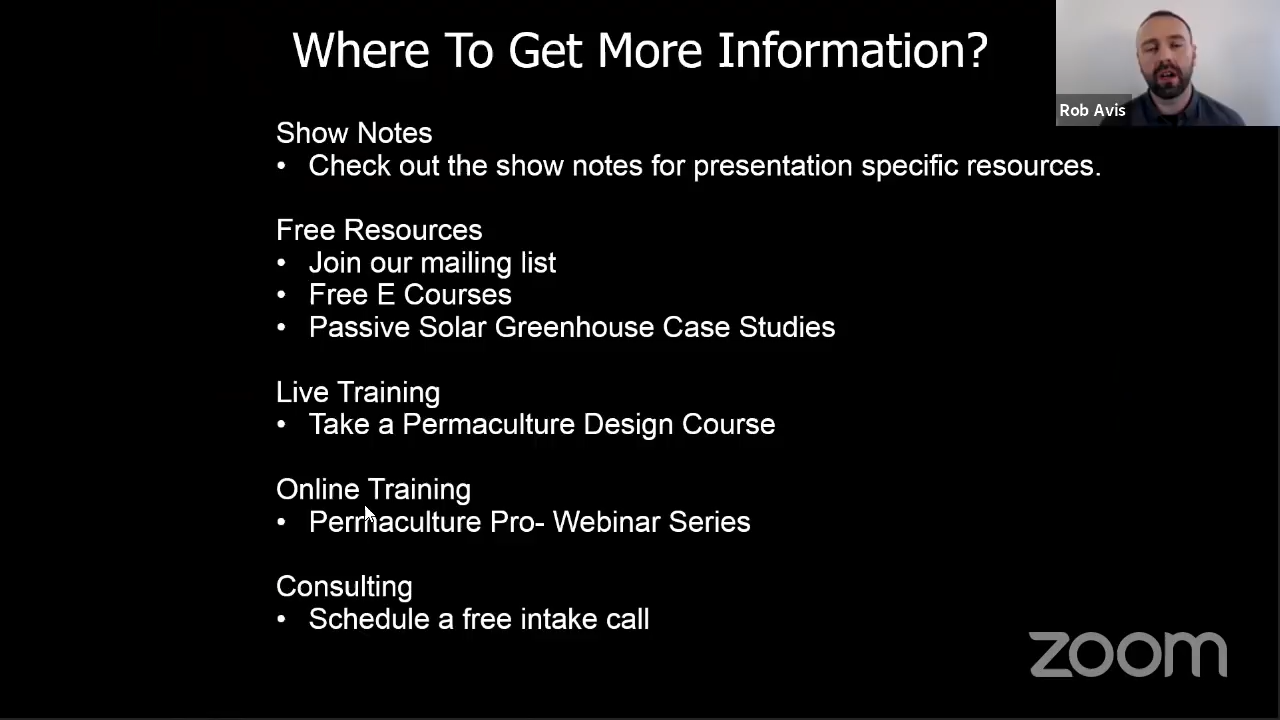 Where To Get More Information?
Rob Avis
Show Notes
• Check out the show notes for presentation specific resources.
Free Resources
• Join our mailing list
• Free E Courses
• Passive Solar Greenhouse Case Studies
Live Training
• Take a Permaculture Design Course
Online Training
• Permaculture Pro- Webinar Series
Consulting
• Schedule a free intake call
zoom